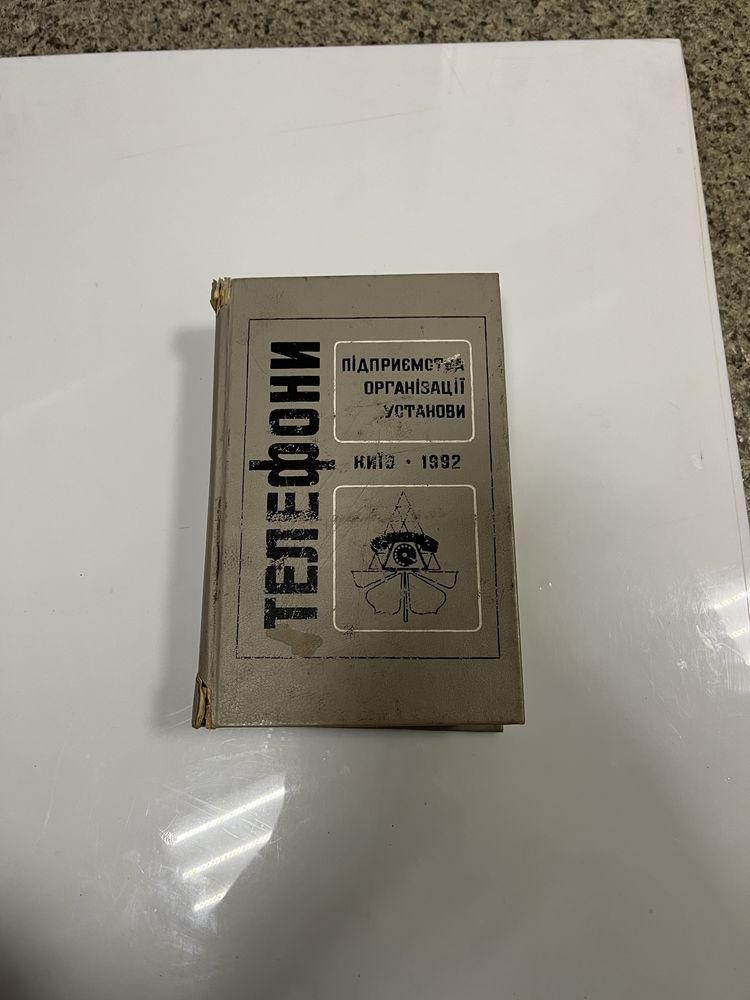 ТЕЛЕФОНИ
ПІДПРИЄМСТВА
ОРГАНІЗАЦІЇ
УСТАНОВИ
КИЇВ • 1992